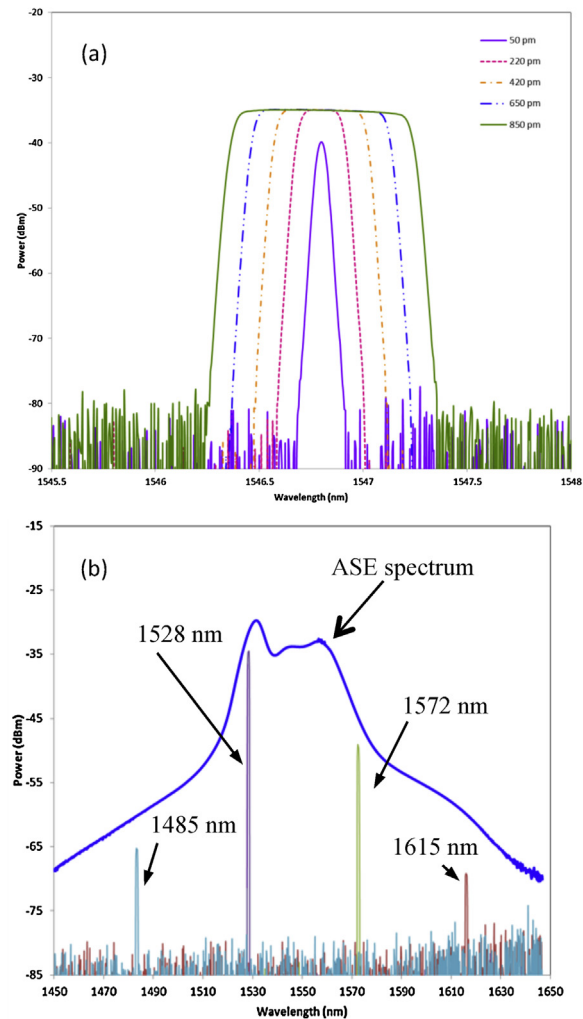 -20
(a)
50 pm
220 pm
420 pm
650 pm
850 pm
-30
-40
-50
-60
-70
-80
-90
Power (dBm)
1545.5 1546 1546.5 1547 1547.5 1548
Wavelength (nm)
-15
(b)
ASE spectrum
-25
1528 nm
-35
1572 nm
-45
-55
1485 nm
1615 nm
-65
-75
-85
Power (dBm)
1450 1490 1510 1530 1550 1570 1590 1610 1630 1650
Wavelength (nm)